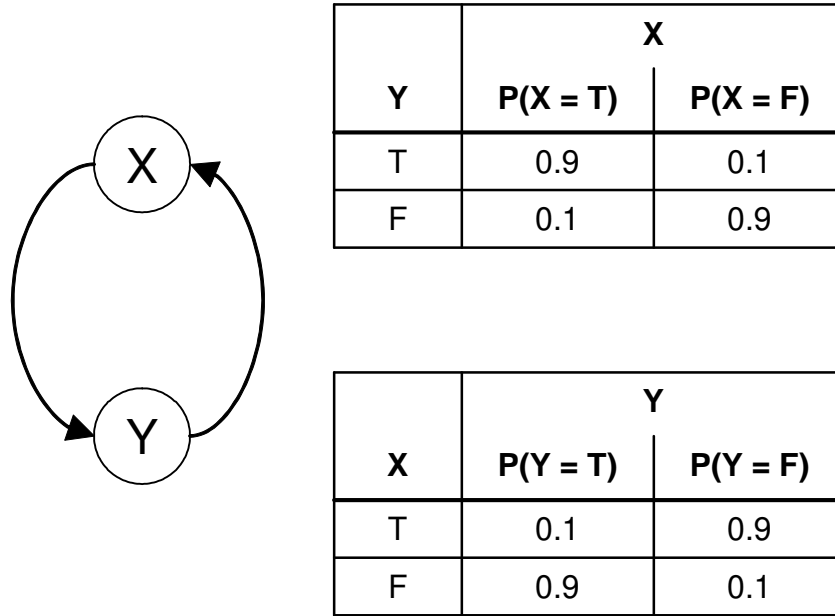 X
Y
X
Y P(X = T) P(X = F)
T 0.9 0.1
F 0.1 0.9
Y
X P(Y = T) P(Y = F)
T 0.1 0.9
F 0.9 0.1